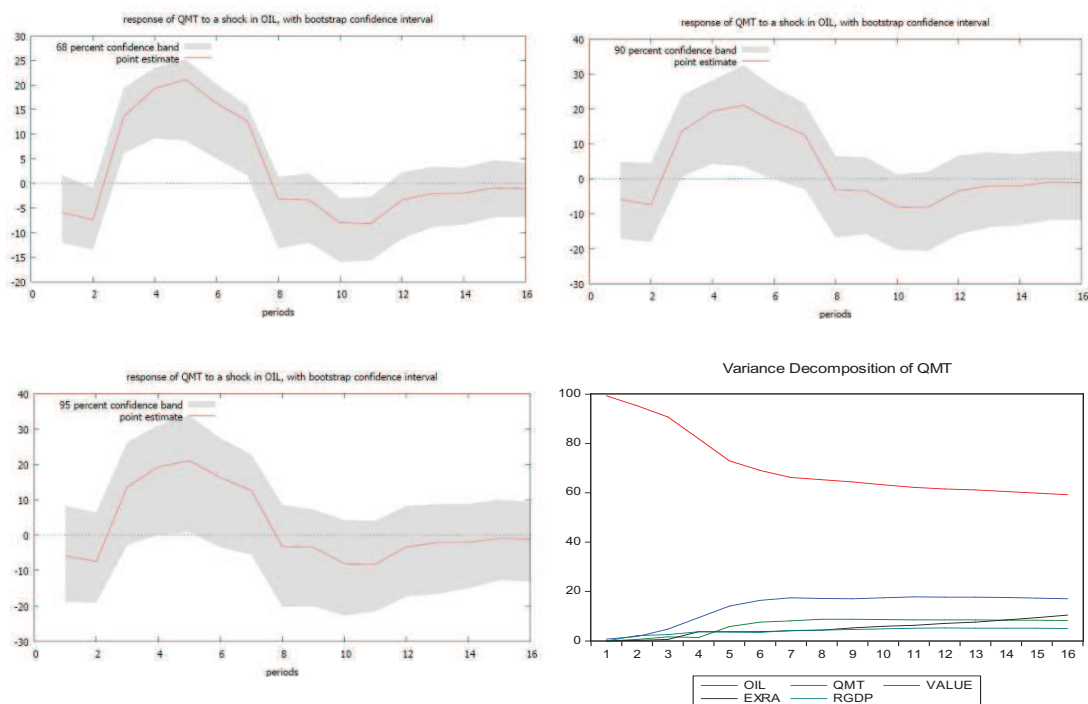 response of QMT to a shock in OIL, with bootstrap confidence interval
30
25
20
15
10
5
0
-5
-10
-15
-20
68 percent confidence band
point estimate
0 2 4 6 8 10 12 14 16
periods
response of QMT to a shock in OIL, with bootstrap confidence interval
40
30
20
10
0
-10
-20
-30
90 percent confidence band
point estimate
0 2 4 6 8 10 12 14 16
periods
response of QMT to a shock in OIL, with bootstrap confidence interval
40
30
20
10
0
-10
-20
-30
95 percent confidence band
point estimate
0 2 4 6 8 10 12 14 16
periods
Variance Decomposition of QMT
100
80
60
40
20
0
1 2 3 4 5 6 7 8 9 10 11 12 13 14 15 16
OIL QMT VALUE
EXRA RGDP